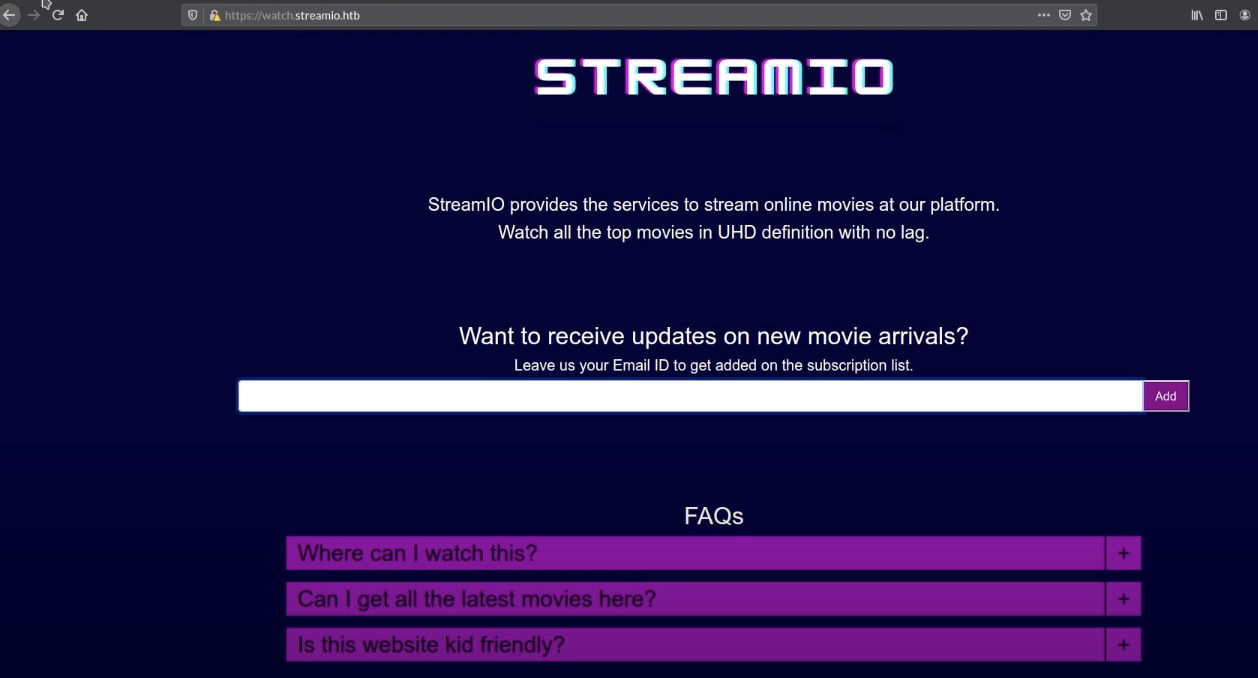 https://watch.streamio.htb
STREAMIO
StreamIO provides the services to stream online movies at our platform.
Watch all the top movies in UHD definition with no lag.
Want to receive updates on new movie arrivals?
Leave us your Email ID to get added on the subscription list.
Add
FAQs
Where can I watch this? +
Can I get all the latest movies here? +
Is this website kid friendly? +